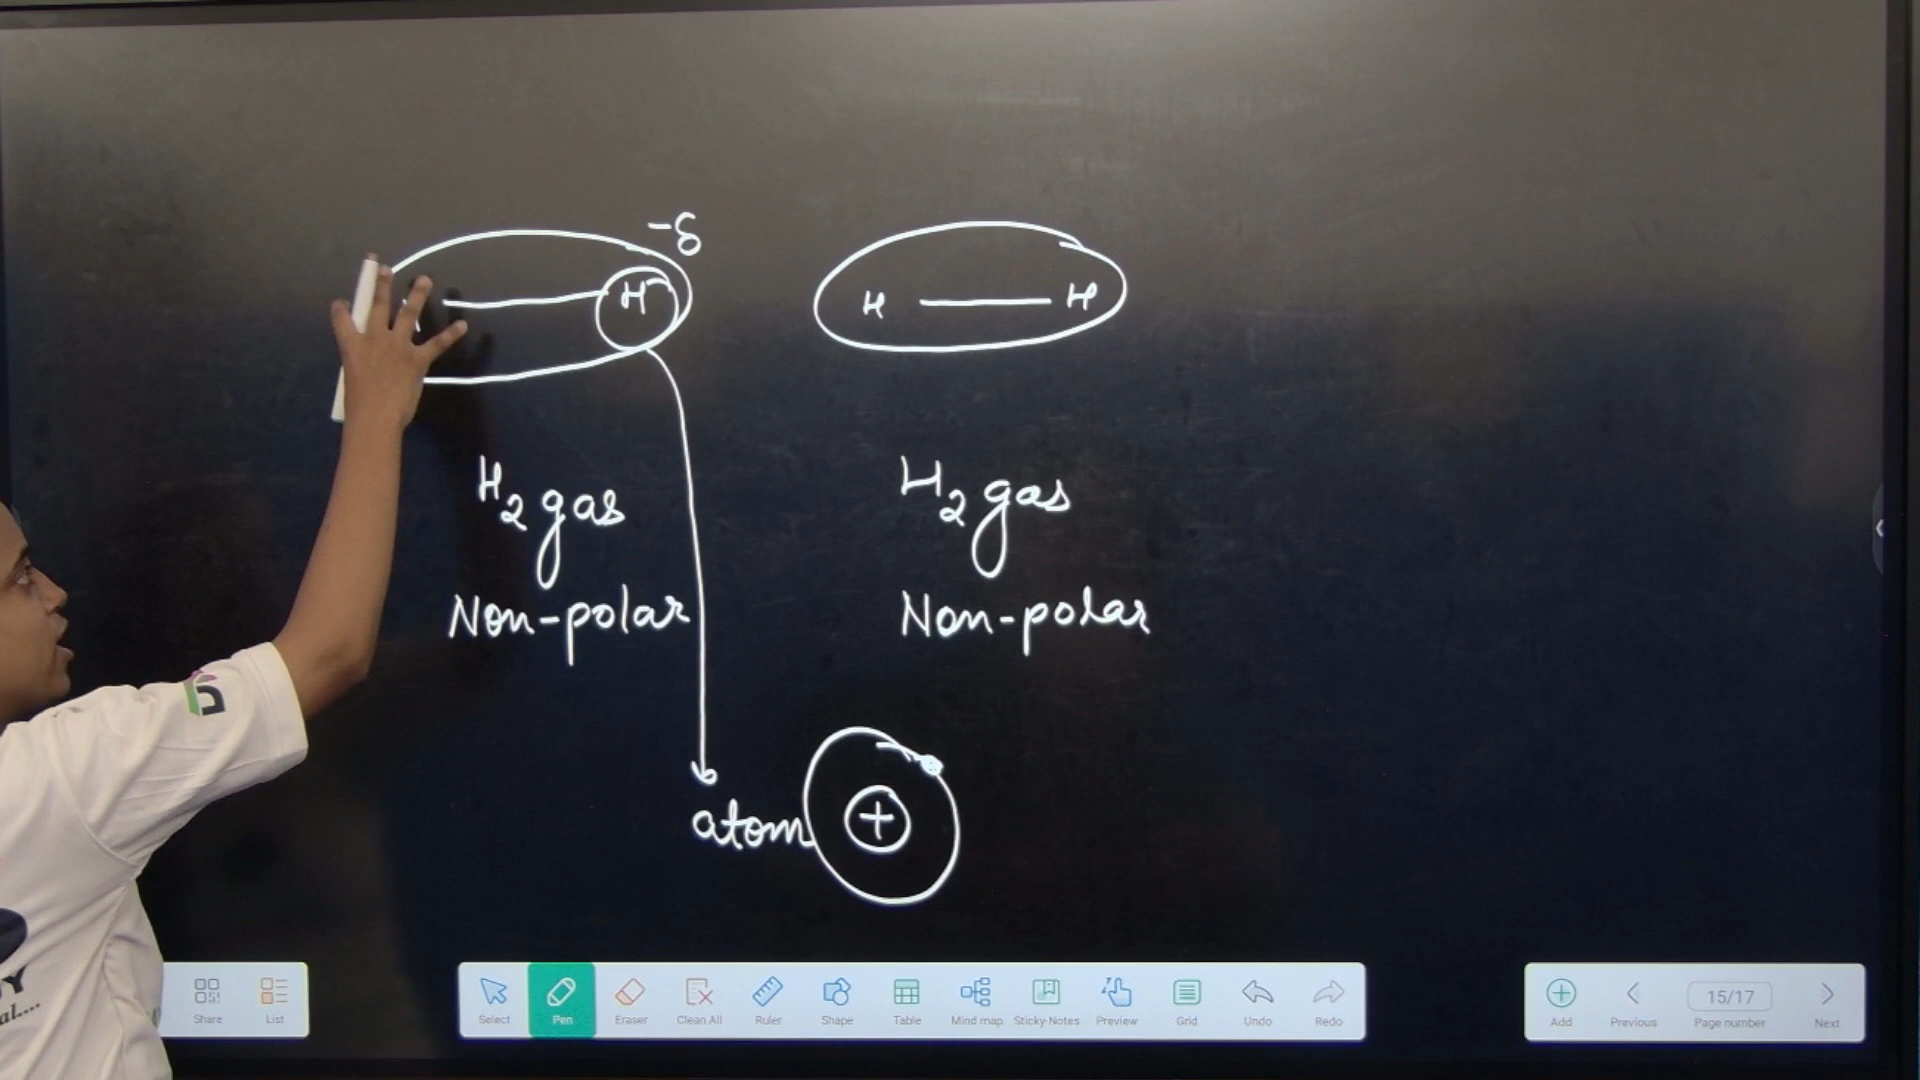 -δ
H
H — H
H₂ gas
Non-polar
H₂ gas
Non-polar
atom
+
Share
List
Select
Pen
Eraser
Clean All
Ruler
Shape
Table
Mind map
Sticky-Notes
Preview
Grid
Undo
Redo
Add
Previous
15/17
Page number
Next